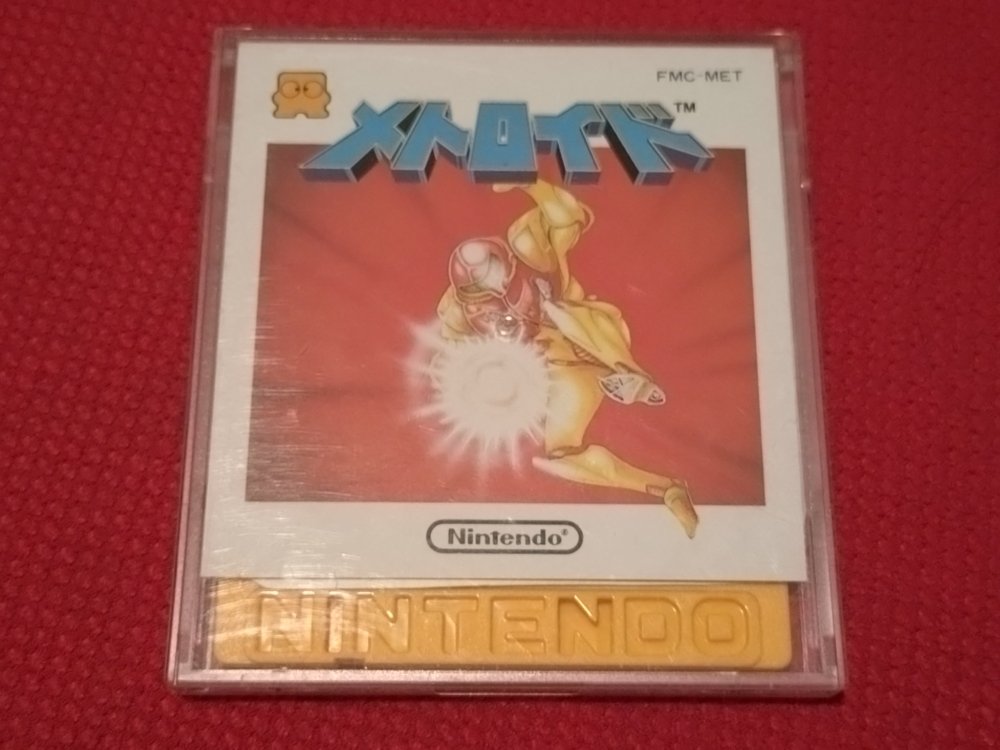 FMC-MET
メトロイド™
Nintendo®
NINTENDO